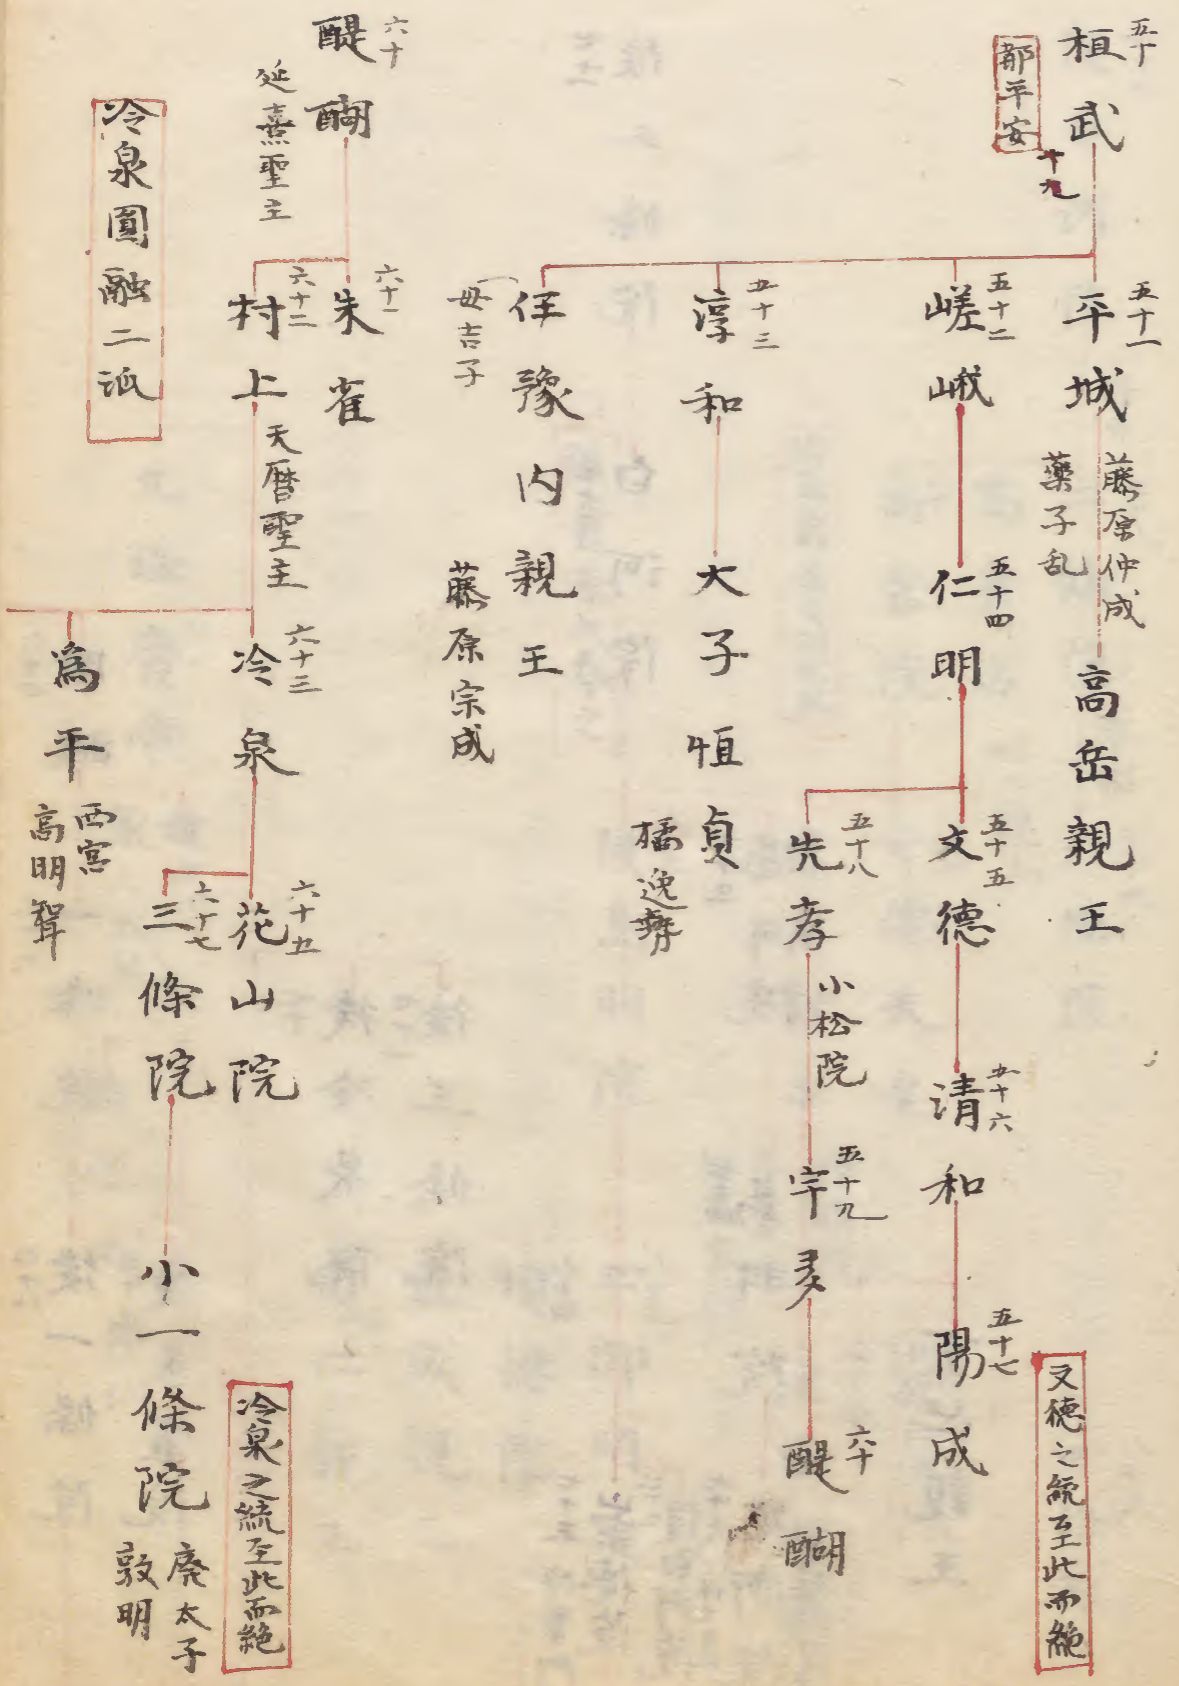 五十
桓武
都平安
十九
五十一
平城
藤原仲成
藥子乱
高岳親王
五十二
嵯峨
五十四
仁明
五十五
文德
五十六
清和
五十七
陽成
文德之統至此而絶
五十八
光孝
小松院
五十九
宇多
六十
醍醐
五十三
淳和
太子恒貞
橘逸勢
伊豫内親王
母吉子
藤原宗成
六十
醍醐
延喜聖主
六十一
朱雀
六十二
村上
天暦聖主
冷泉圓融二派
六十三
冷泉
六十五
花山院
六十七
三條院
小一條院
廃太子
敦明
冷泉之統至此而絶
為平
西宮
高明聟